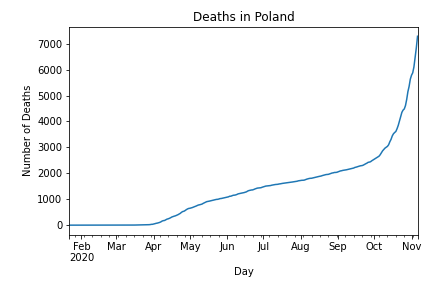 Deaths in Poland
Number of Deaths
7000
6000
5000
4000
3000
2000
1000
0
Feb Mar Apr May Jun Jul Aug Sep Oct Nov
2020
Day